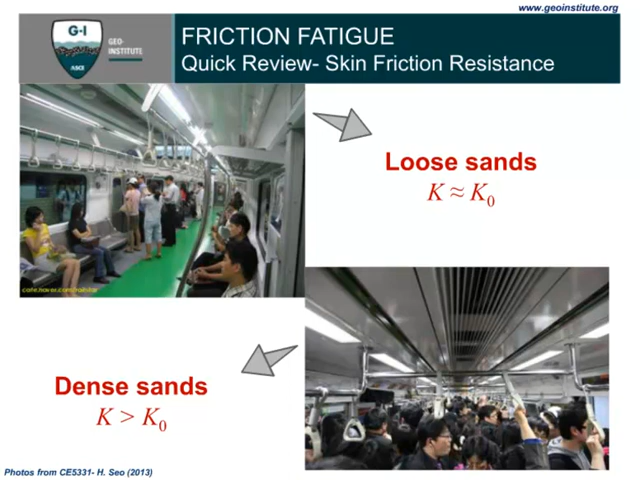 www.geoinstitute.org
G-I
GEO-
INSTITUTE
ASCE
FRICTION FATIGUE
Quick Review- Skin Friction Resistance
Loose sands
K ≈ K₀
Dense sands
K > K₀
Photos from CE5331- H. Seo (2013)